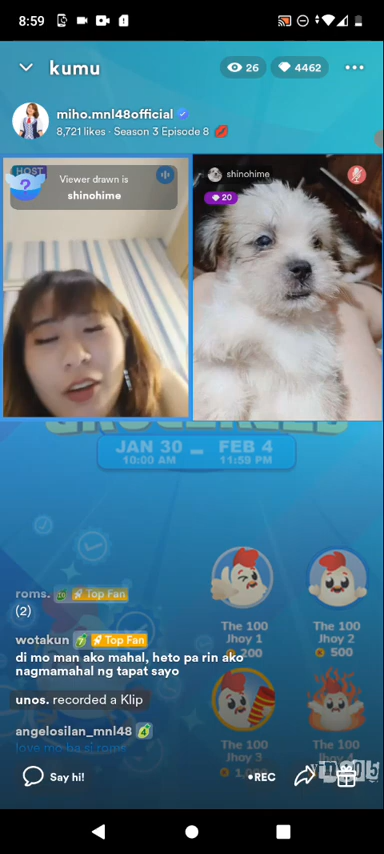 8:59
kumu
26
4462
miho.mnl48official
8,721 likes · Season 3 Episode 8
HOST
Viewer drawn is
shinohime
shinohime
20
JAN 30 – FEB 4
10:00 AM 11:59 PM
roms. Top Fan
(2)
wotakun 7 Top Fan
di mo man ako mahal, heto pa rin ako
nagmamahal ng tapat sayo
unos. recorded a Klip
angelosilan_mnl48 4
love mo ba si roms
The 100
Jhoy 1
200
The 100
Jhoy 2
500
The 100
Jhoy 3
The 100
Say hi!
•REC